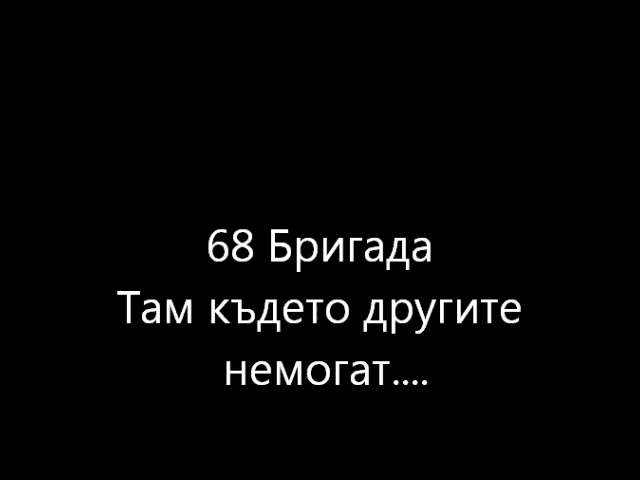 68 Бригада
Там където другите
немогат....